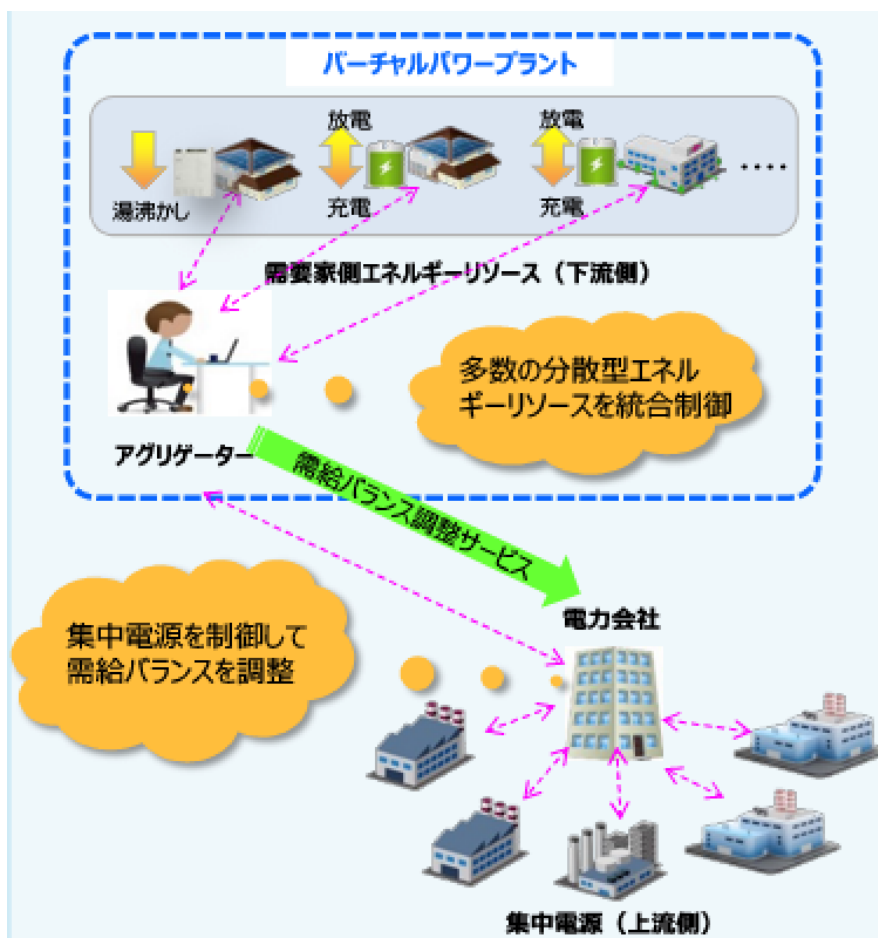 バーチャルパワープラント
放電
放電
湯沸かし
充電
充電
････
需要家側エネルギーリソース（下流側）
多数の分散型エネル
ギーリソースを統合制御
アグリゲーター
需給バランス調整サービス
集中電源を制御して
需給バランスを調整
電力会社
集中電源（上流側）